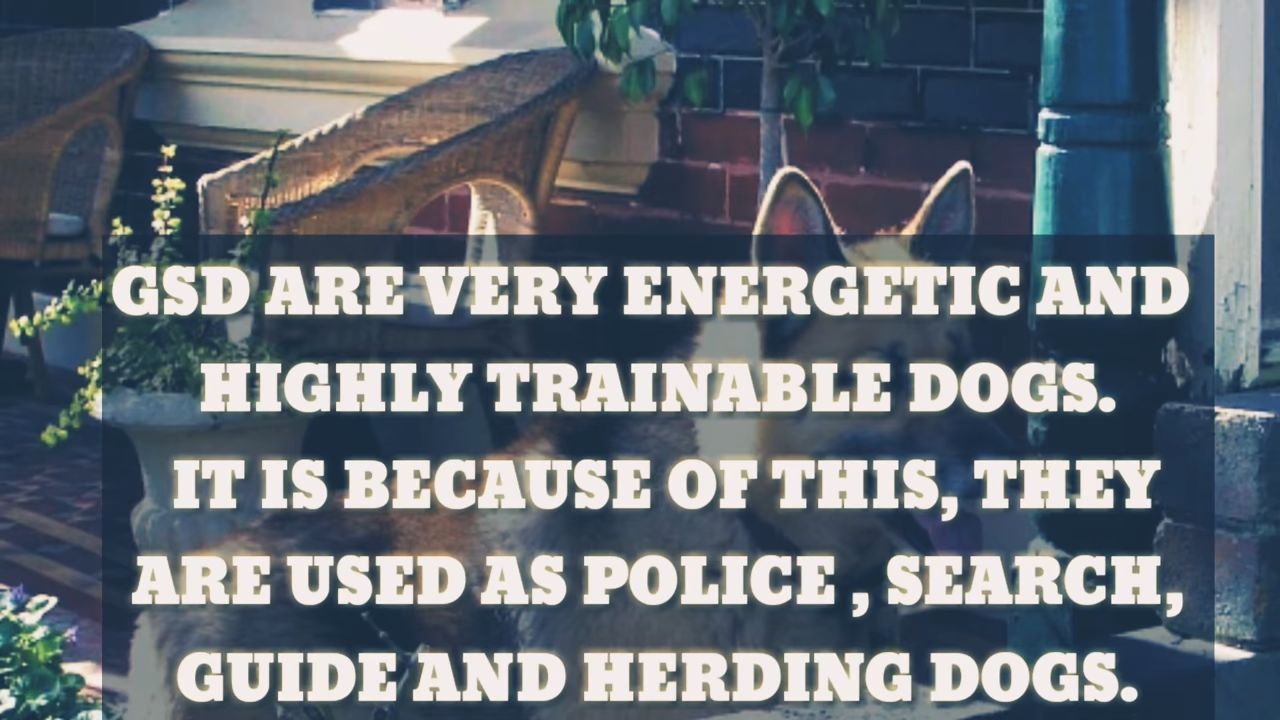 GSD ARE VERY ENERGETIC AND
HIGHLY TRAINABLE DOGS.
IT IS BECAUSE OF THIS, THEY
ARE USED AS POLICE , SEARCH,
GUIDE AND HERDING DOGS.